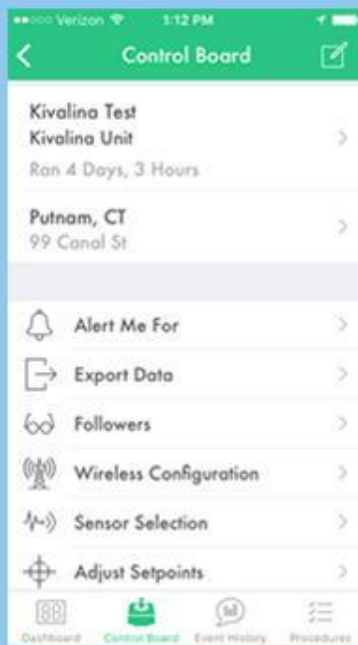 Verizon 1:12 PM
Control Board
Kivalina Test
Kivalina Unit
Ran 4 Days, 3 Hours
Putnam, CT
99 Canal St
Alert Me For
Export Data
Followers
Wireless Configuration
Sensor Selection
Adjust Setpoints
Dashboard Control Board Event History Procedures